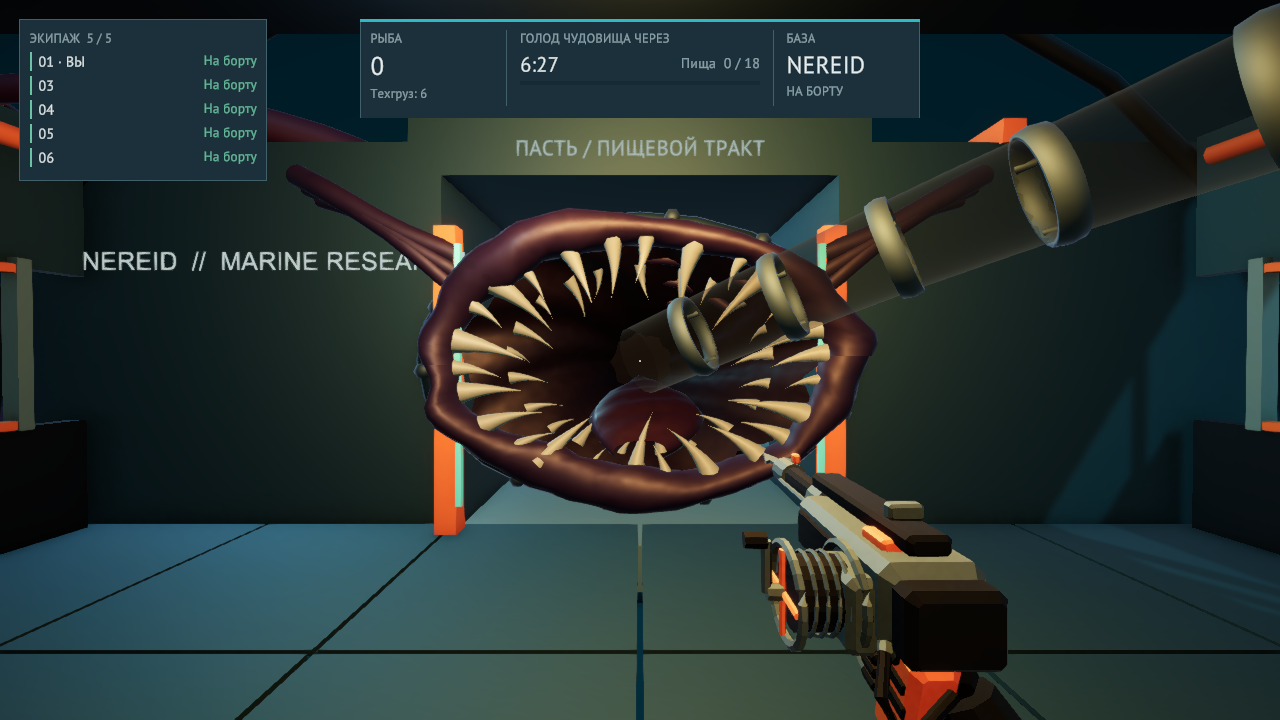 ЭКИПАЖ 5 / 5
01 · ВЫ На борту
03 На борту
04 На борту
05 На борту
06 На борту
РЫБА
0
Техгруз: 6
ГОЛОД ЧУДОВИЩА ЧЕРЕЗ
6:27 Пища 0 / 18
БАЗА
NEREID
НА БОРТУ
ПАСТЬ / ПИЩЕВОЙ ТРАКТ
NEREID // MARINE RESEA